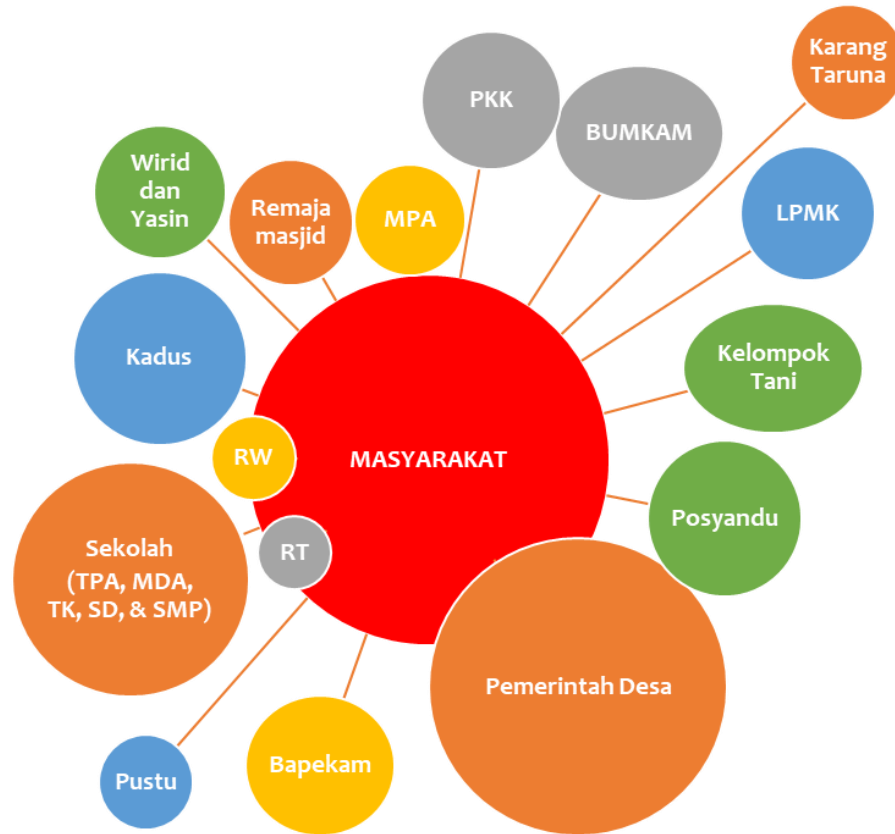 Karang
Taruna
PKK
BUMKAM
Wirid
dan
Yasin
Remaja
masjid
MPA
LPMK
Kadus
Kelompok
Tani
RW
MASYARAKAT
Posyandu
Sekolah
(TPA, MDA,
TK, SD, & SMP)
RT
Pemerintah Desa
Bapekam
Pustu